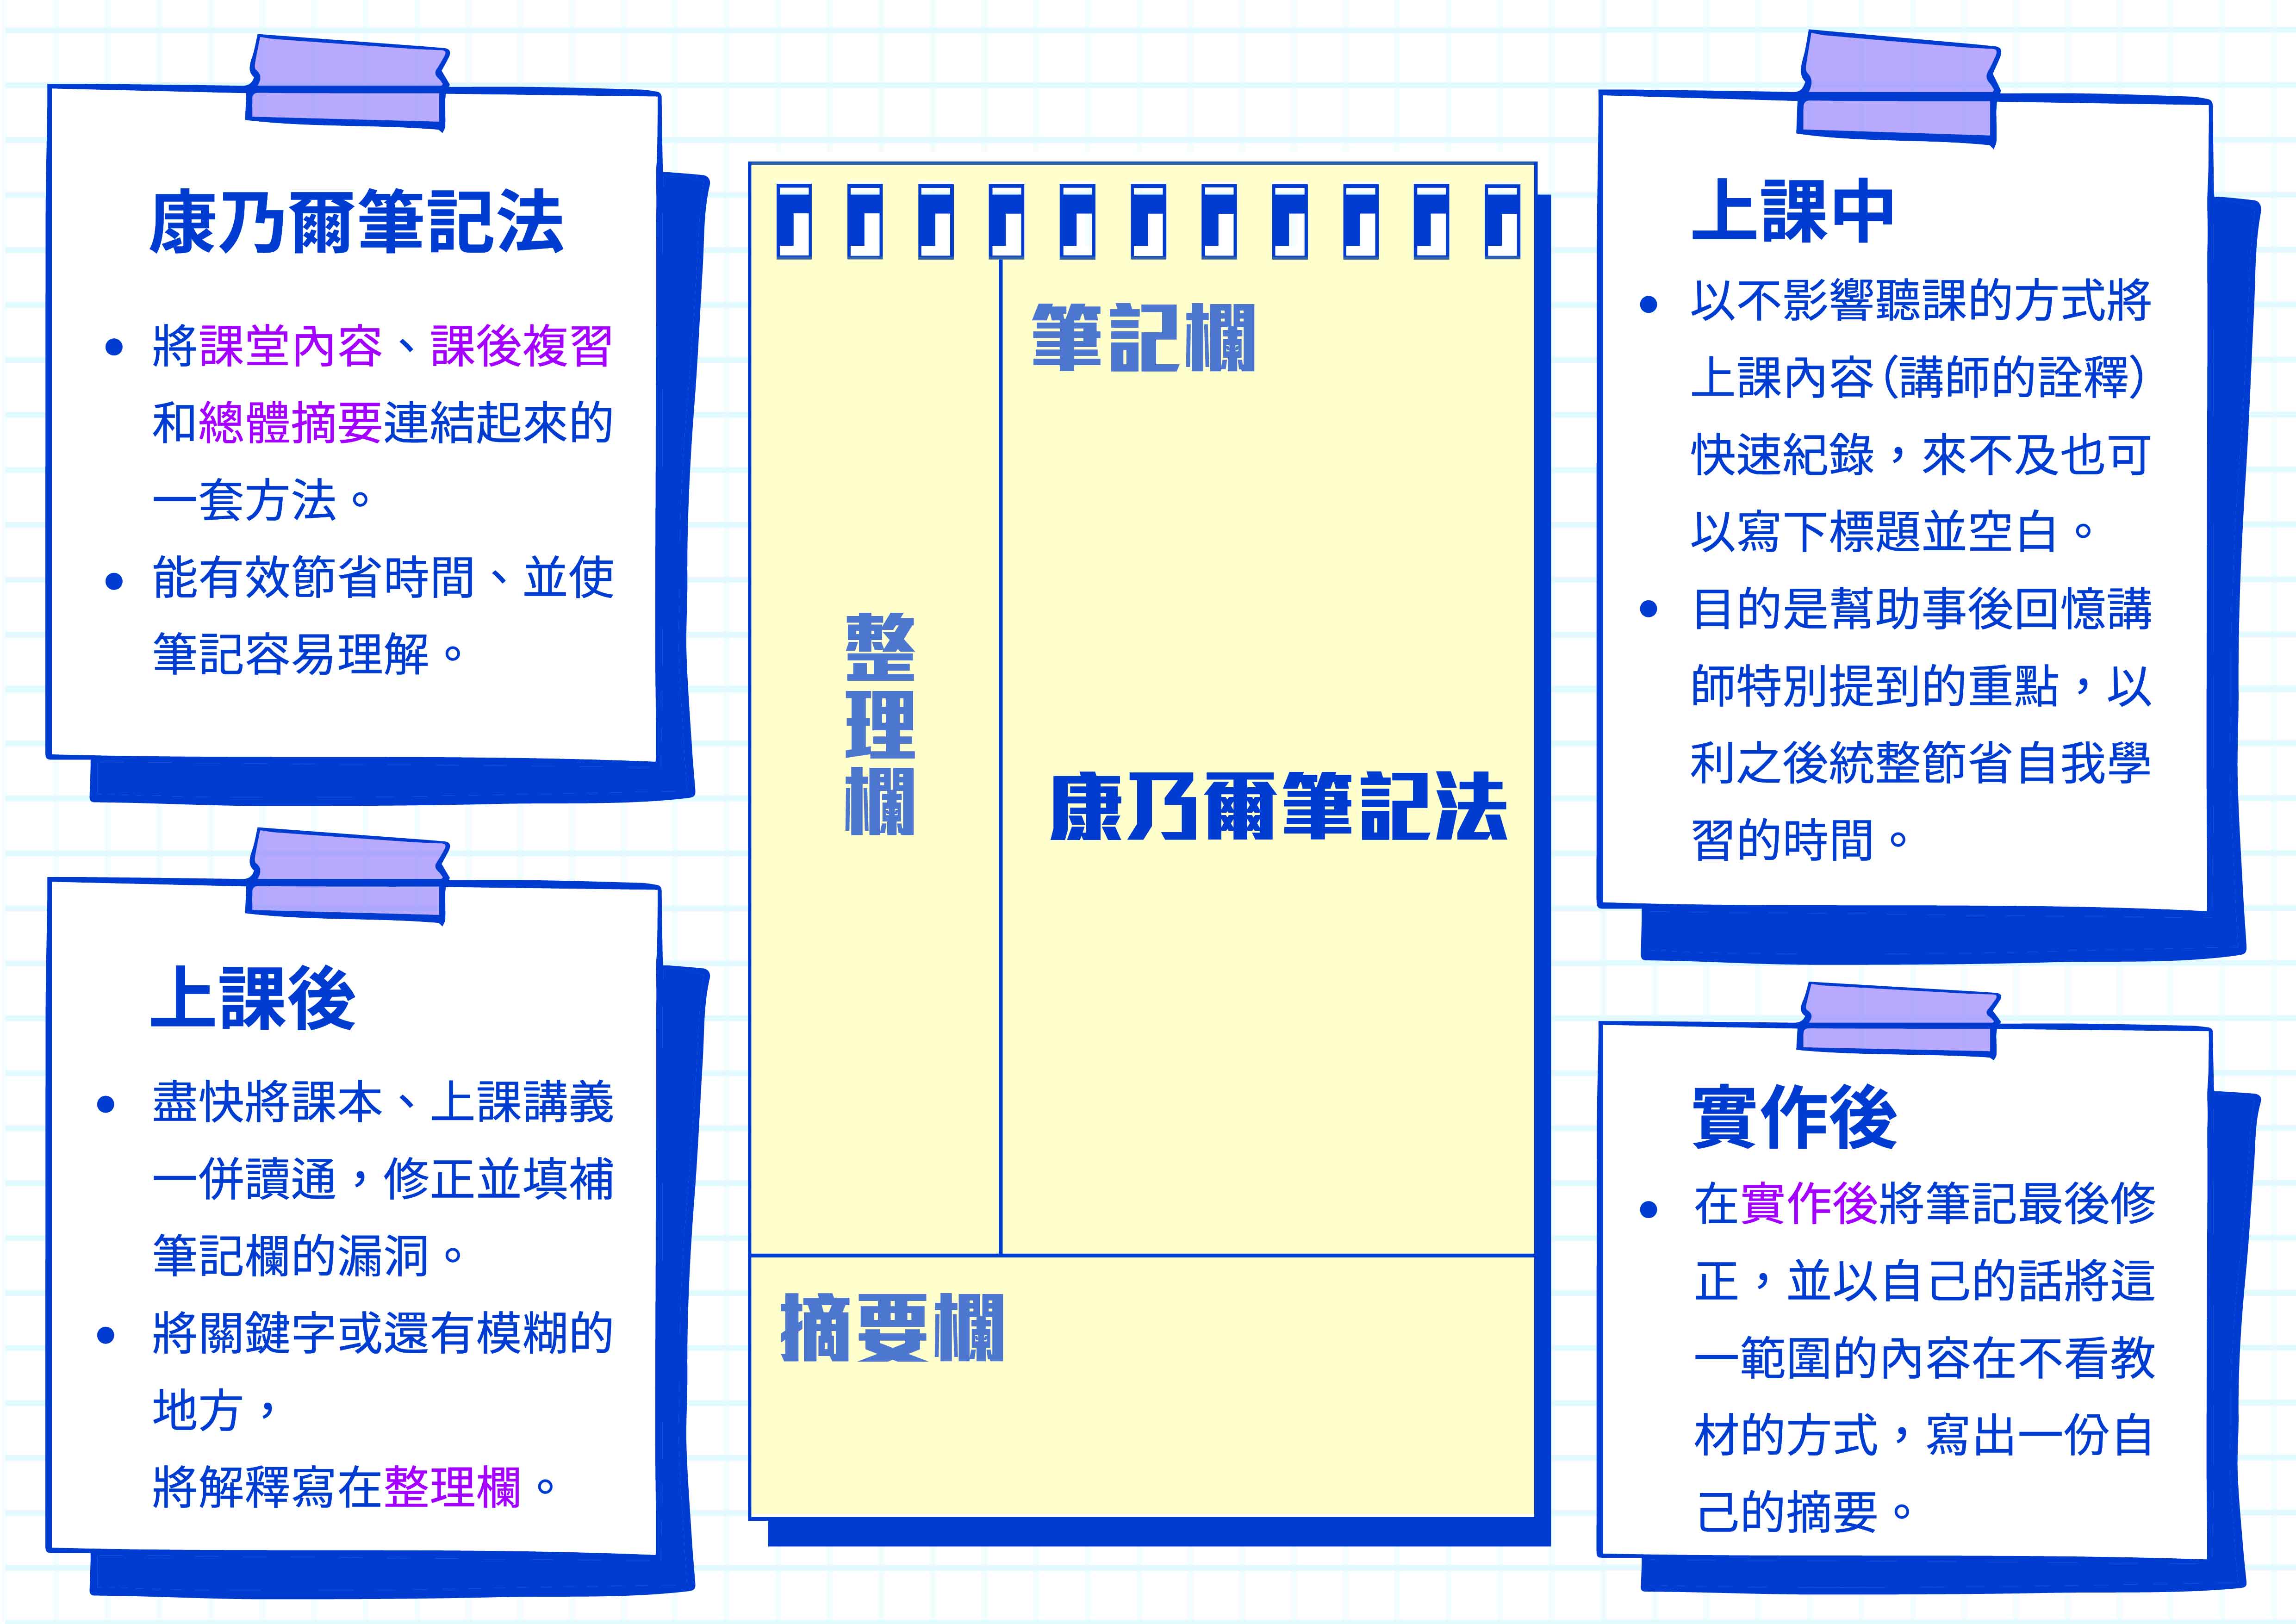 康乃爾筆記法
將課堂內容、課後複習
和總體摘要連結起來的
一套方法。
能有效節省時間、並使
筆記容易理解。
上課後
盡快將課本、上課講義
一併讀通，修正並填補
筆記欄的漏洞。
將關鍵字或還有模糊的
地方，
將解釋寫在整理欄。
筆記欄
整
理
欄
康乃爾筆記法
摘要欄
上課中
以不影響聽課的方式將
上課內容（講師的詮釋）
快速紀錄，來不及也可
以寫下標題並空白。
目的是幫助事後回憶講
師特別提到的重點，以
利之後統整節省自我學
習的時間。
實作後
在實作後將筆記最後修
正，並以自己的話將這
一範圍的內容在不看教
材的方式，寫出一份自
己的摘要。